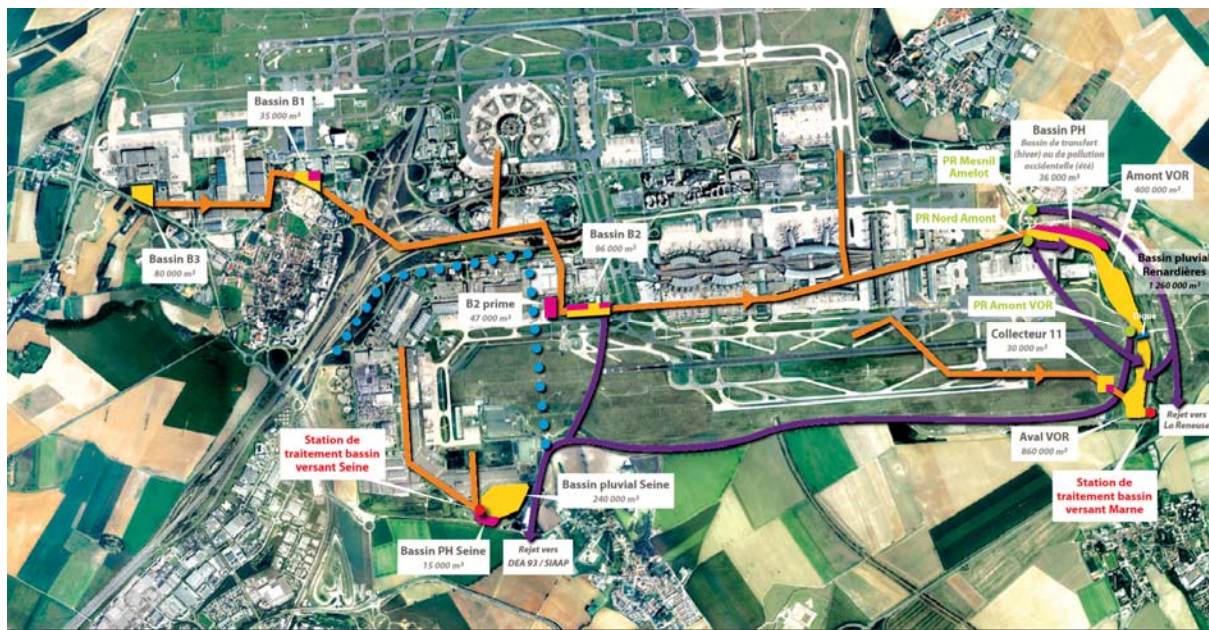 Bassin B1
35 000 m³
Bassin B3
80 000 m³
Bassin B2
96 000 m³
B2 prime
47 000 m³
PR Mesnil
Amelot
PR Nord Amont
Bassin PH
Bassin de transfert
(hiver) ou de pollution
accidentelle (été)
36 000 m³
Amont VOR
400 000 m³
Bassin pluvial
Renardières
1 260 000 m³
PR Amont VOR
Digue
Collecteur 11
30 000 m³
Rejet vers
La Reneuse
Aval VOR
860 000 m³
Station de
traitement bassin
versant Marne
Station de
traitement bassin
versant Seine
Bassin pluvial Seine
240 000 m³
Bassin PH Seine
15 000 m³
Rejet vers
DEA 93 / SIAAP